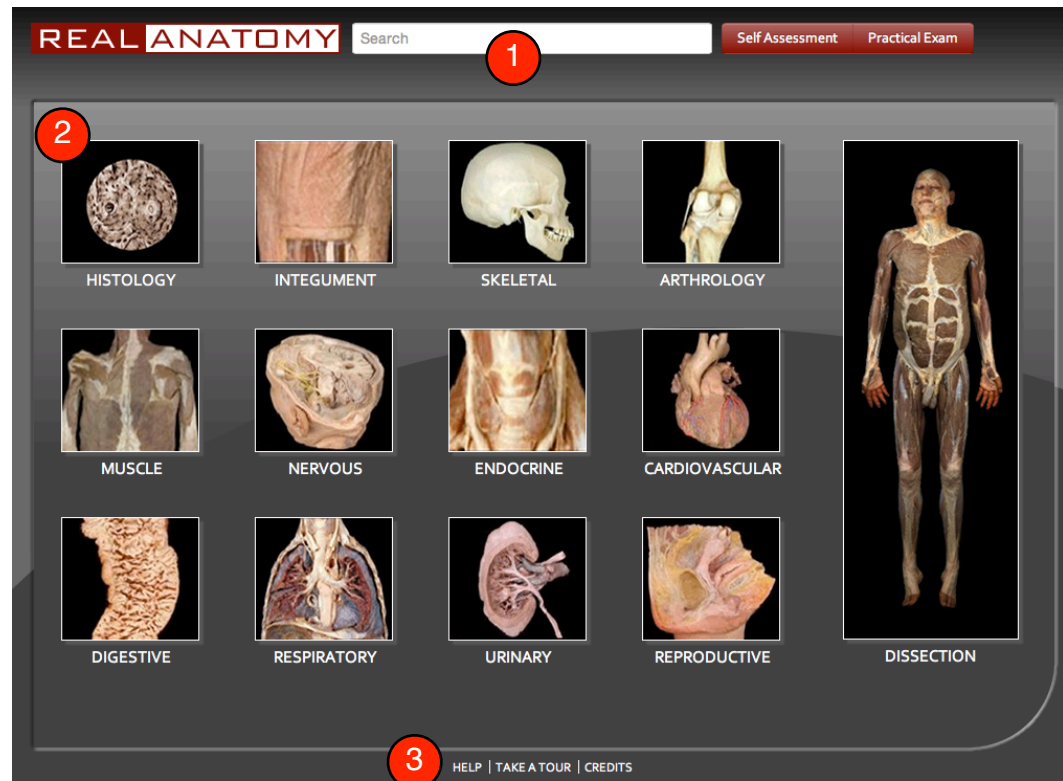 REAL ANATOMY Search Self Assessment Practical Exam
1
2
HISTOLOGY INTEGUMENT SKELETAL ARTHROLOGY
MUSCLE NERVOUS ENDOCRINE CARDIOVASCULAR
DIGESTIVE RESPIRATORY URINARY REPRODUCTIVE DISSECTION
3 HELP | TAKE A TOUR | CREDITS